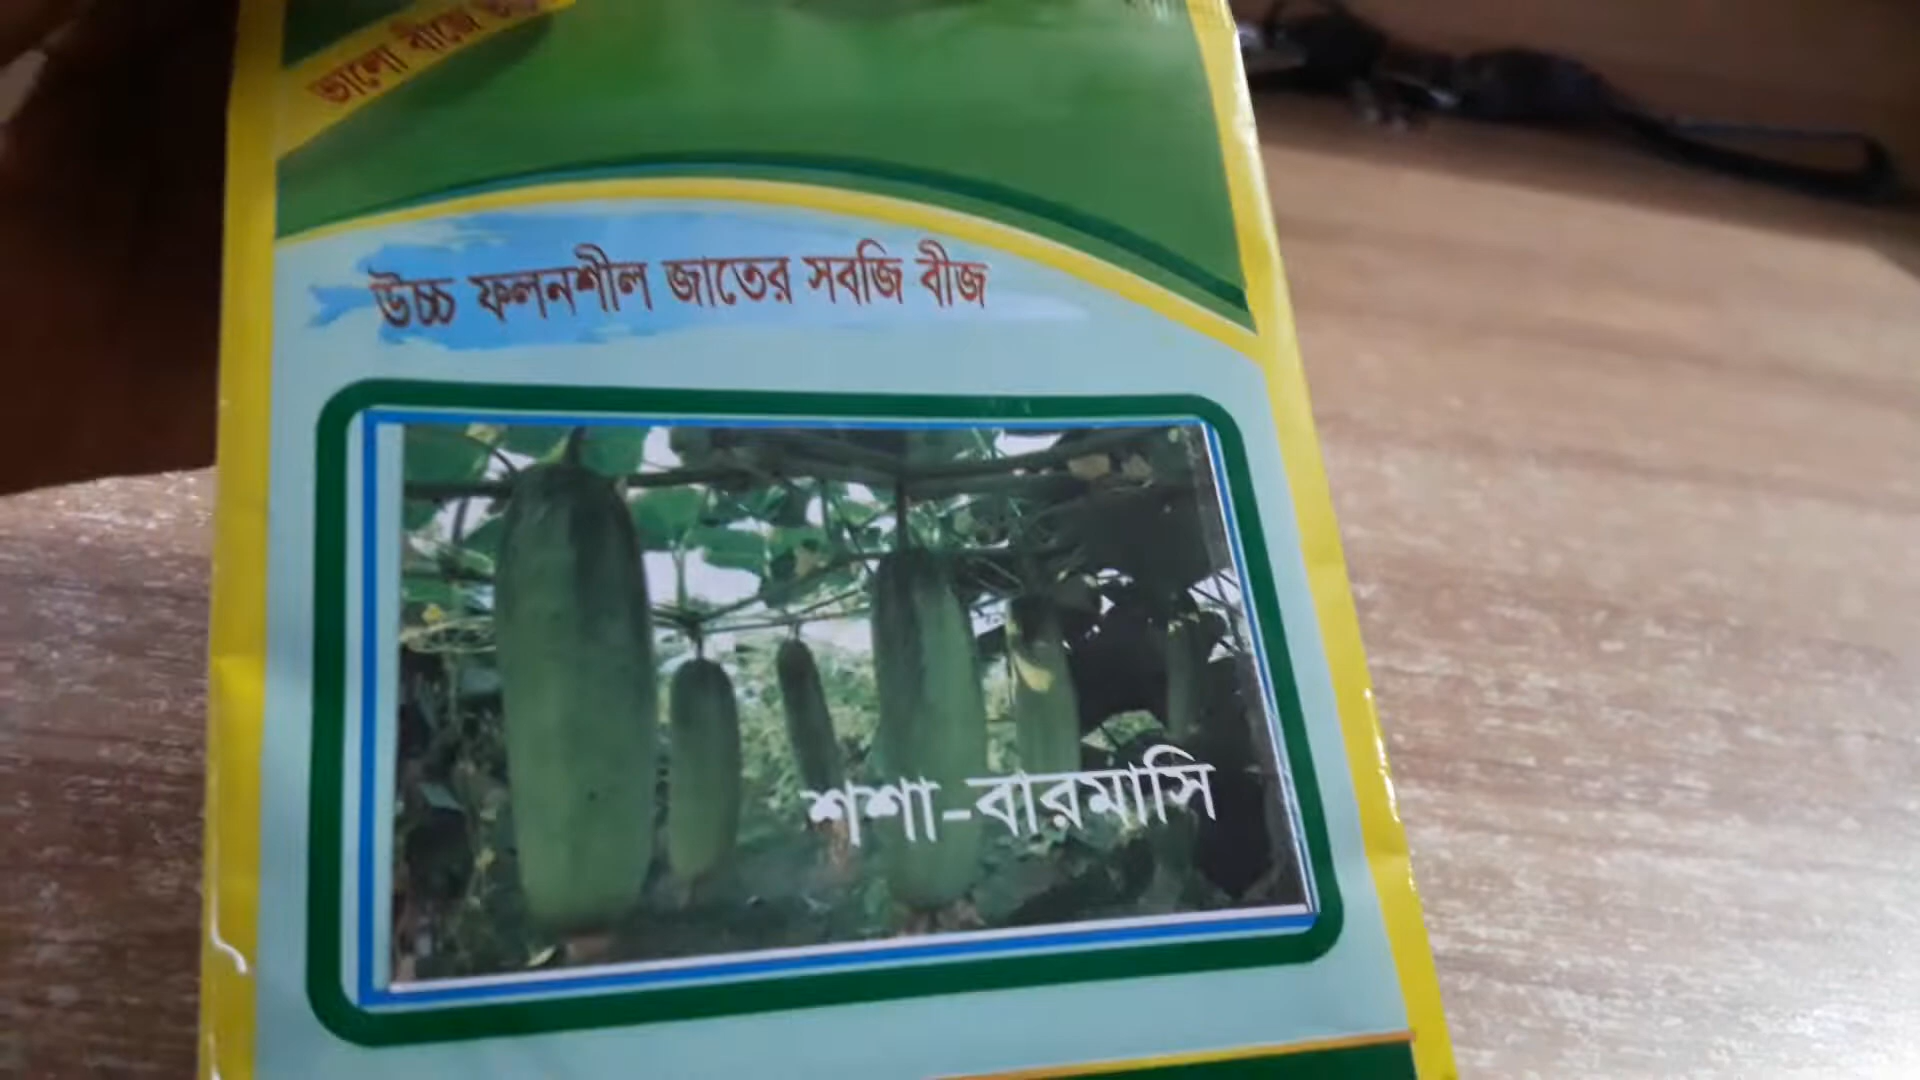 ভালো বীজে
উচ্চ ফলনশীল জাতের সবজি বীজ
শশা-বারমাসি